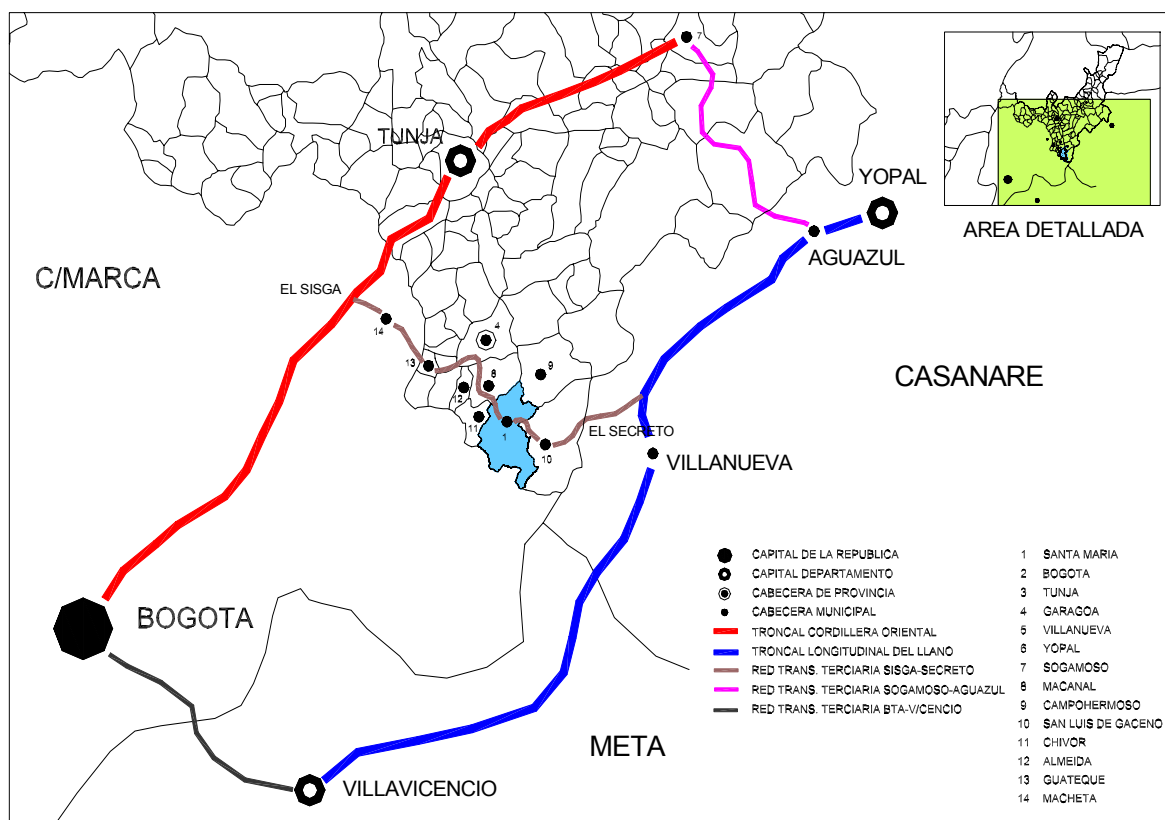 7
TUNJA
YOPAL
AREA DETALLADA
AGUAZUL
C/MARCA
EL SISGA
14
4
13
9
8
12
CASANARE
11
1
EL SECRETO
10
VILLANUEVA
BOGOTA
META
VILLAVICENCIO
CAPITAL DE LA REPUBLICA
CAPITAL DEPARTAMENTO
CABECERA DE PROVINCIA
CABECERA MUNICIPAL
TRONCAL CORDILLERA ORIENTAL
TRONCAL LONGITUDINAL DEL LLANO
RED TRANS. TERCIARIA SISGA-SECRETO
RED TRANS. TERCIARIA SOGAMOSO-AGUAZUL
RED TRANS. TERCIARIA BTA-V/CENCIO
1 SANTA MARIA
2 BOGOTA
3 TUNJA
4 GARAGOA
5 VILLANUEVA
6 YOPAL
7 SOGAMOSO
8 MACANAL
9 CAMPOHERMOSO
10 SAN LUIS DE GACENO
11 CHIVOR
12 ALMEIDA
13 GUATEQUE
14 MACHETA